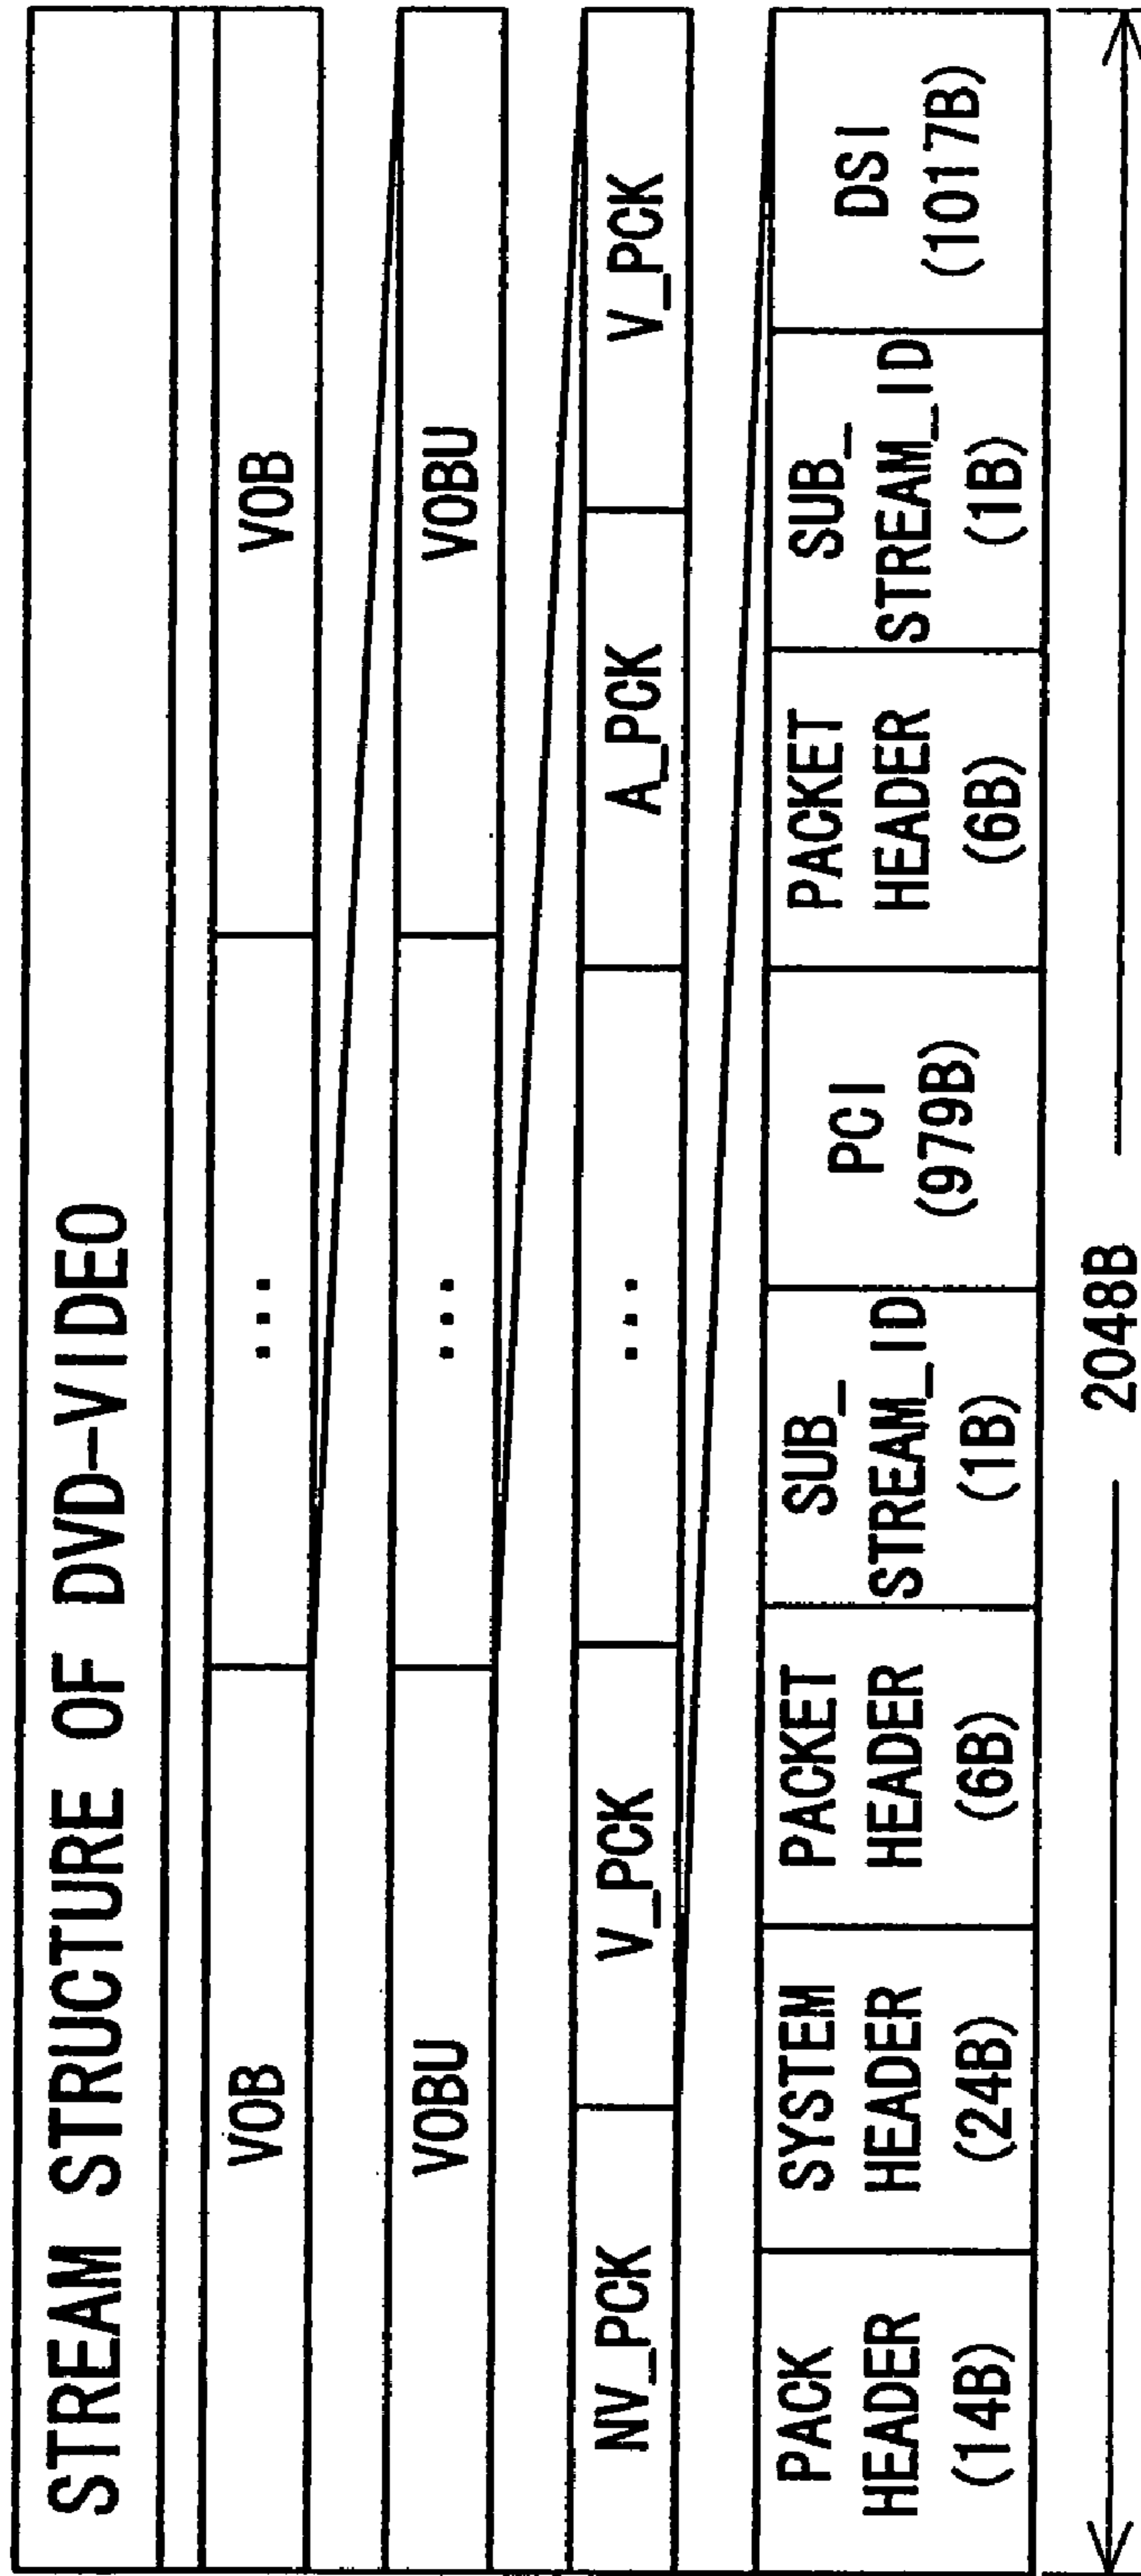 STREAM STRUCTURE OF DVD-VIDEO
VOB ... VOB
VOBU ... VOBU
NV_PCK V_PCK ... A_PCK V_PCK
PACK
HEADER
(14B)
SYSTEM
HEADER
(24B)
PACKET
HEADER
(6B)
SUB_
STREAM_ID
(1B)
PCI
(979B)
PACKET
HEADER
(6B)
SUB_
STREAM_ID
(1B)
DSI
(1017B)
2048B